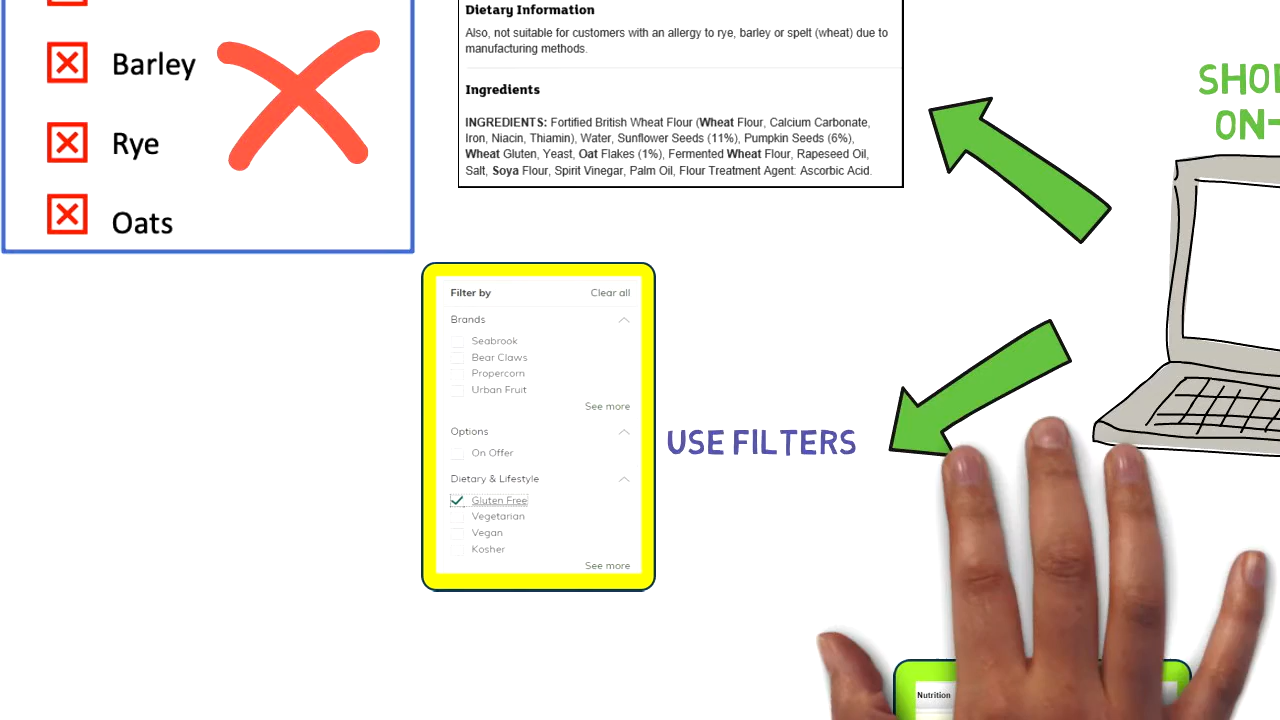 Barley
Rye
Oats
Dietary Information
Also, not suitable for customers with an allergy to rye, barley or spelt (wheat) due to
manufacturing methods.
Ingredients
INGREDIENTS: Fortified British Wheat Flour (Wheat Flour, Calcium Carbonate,
Iron, Niacin, Thiamin), Water, Sunflower Seeds (11%), Pumpkin Seeds (6%),
Wheat Gluten, Yeast, Oat Flakes (1%), Fermented Wheat Flour, Rapeseed Oil,
Salt, Soya Flour, Spirit Vinegar, Palm Oil, Flour Treatment Agent: Ascorbic Acid.
Filter by Clear all
Brands
Seabrook
Bear Claws
Propercorn
Urban Fruit
See more
Options
On Offer
Dietary & Lifestyle
Gluten Free
Vegetarian
Vegan
Kosher
See more
USE FILTERS
ON-
Nutrition